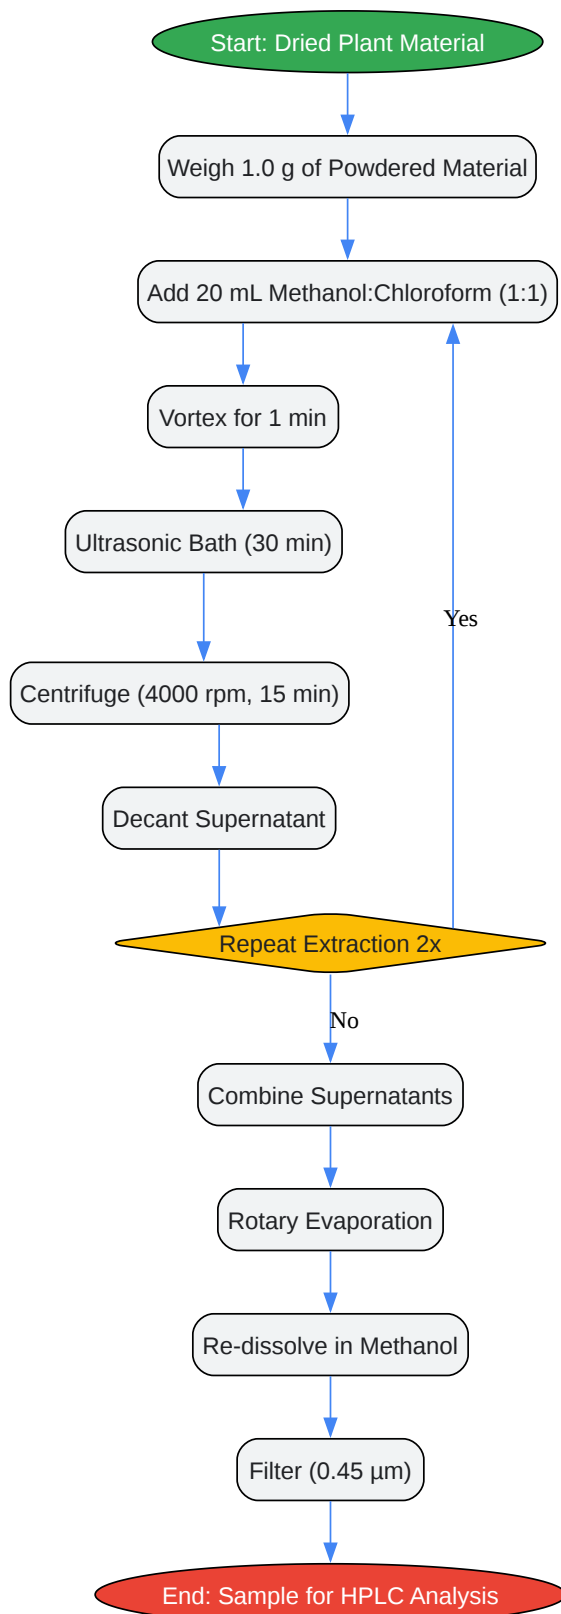 Start: Dried Plant Material
Weigh 1.0 g of Powdered Material
Add 20 mL Methanol:Chloroform (1:1)
Vortex for 1 min
Ultrasonic Bath (30 min)
Yes
Centrifuge (4000 rpm, 15 min)
Decant Supernatant
Repeat Extraction 2x
No
Combine Supernatants
Rotary Evaporation
Re-dissolve in Methanol
Filter (0.45 µm)
End: Sample for HPLC Analysis